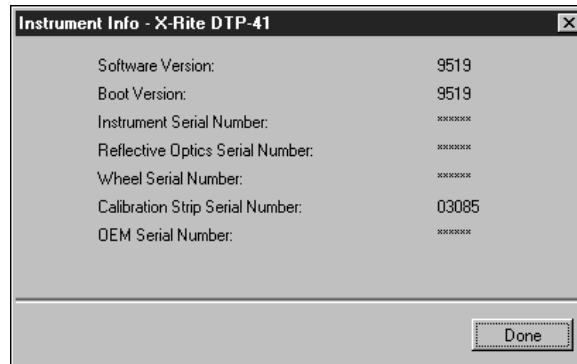 Instrument Info - X-Rite DTP-41
Software Version: 9519
Boot Version: 9519
Instrument Serial Number: ******
Reflective Optics Serial Number: ******
Wheel Serial Number: ******
Calibration Strip Serial Number: 03085
OEM Serial Number: ******
Done